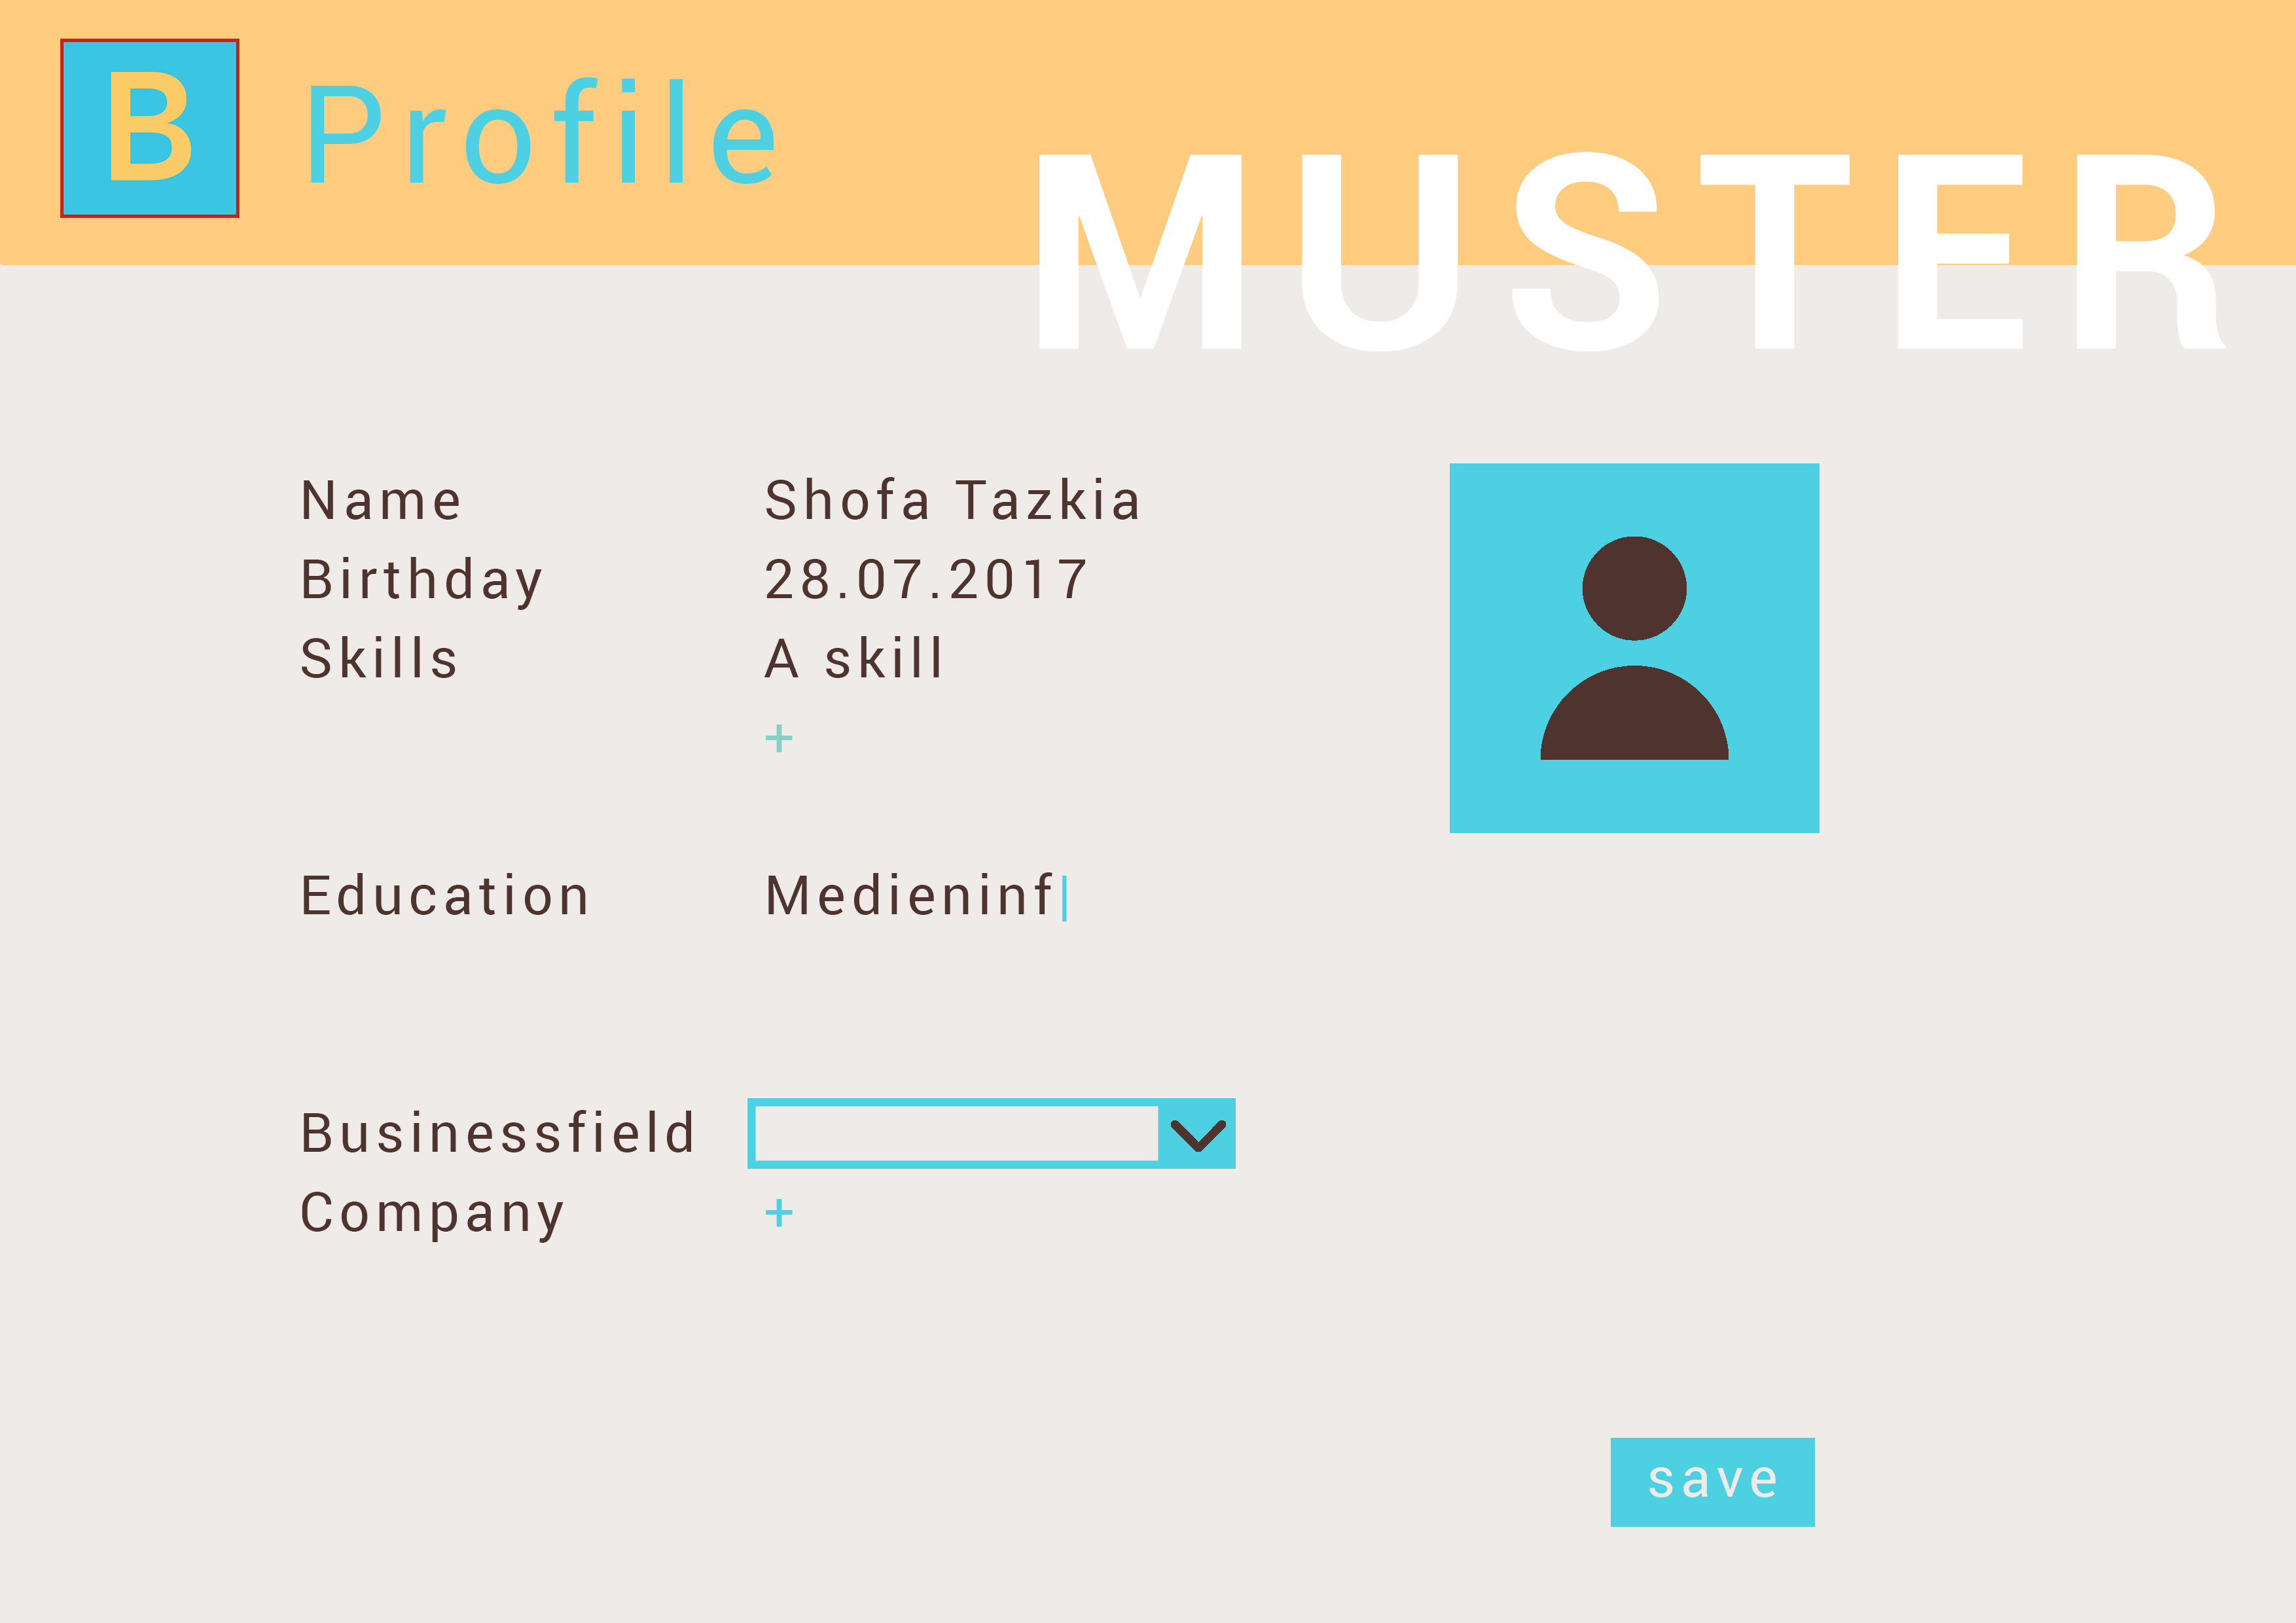 B Profile
MUSTER
Name Shofa Tazkia
Birthday 28.07.2017
Skills A skill
+
Education Medieninf
Businessfield
Company +
save